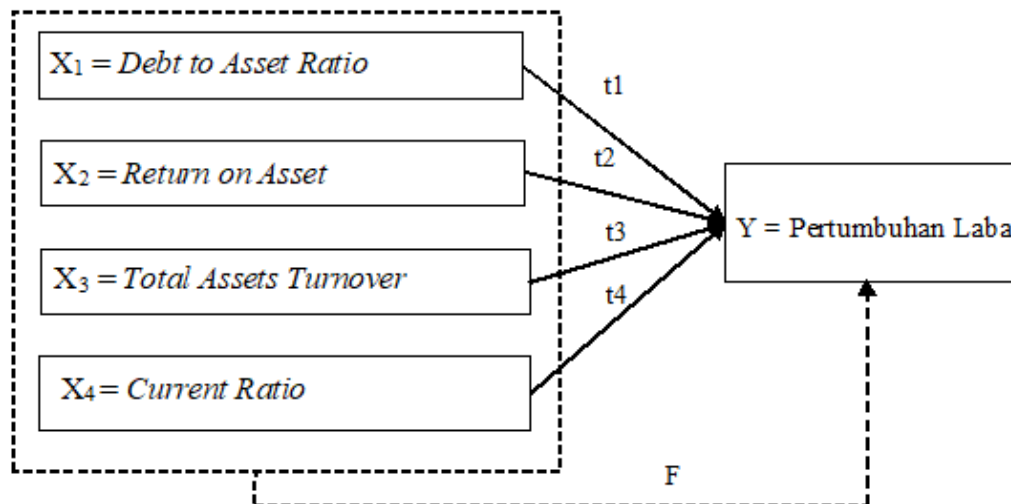 X₁ = Debt to Asset Ratio
t1
X₂ = Return on Asset
t2
Y = Pertumbuhan Laba
X₃ = Total Assets Turnover
t3
t4
X₄ = Current Ratio
F